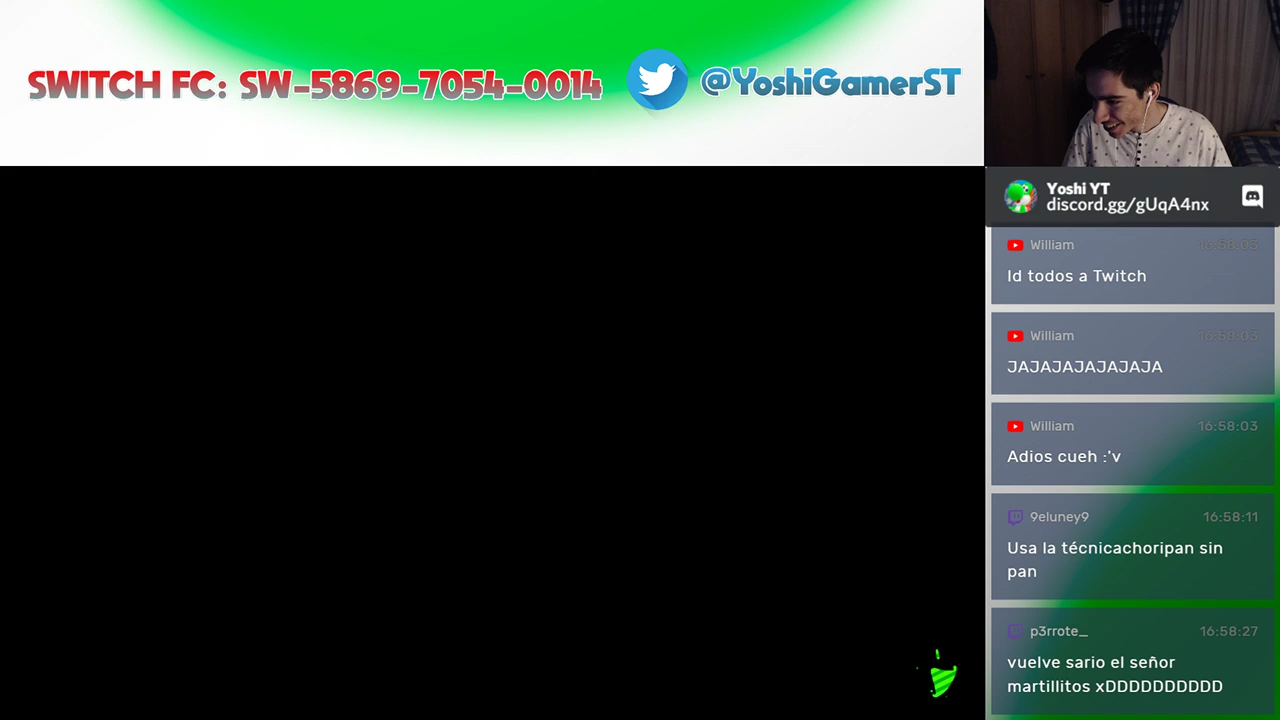 SWITCH FC: SW-5869-7054-0014
@YoshiGamerST
Yoshi YT
discord.gg/gUqA4nx
William 16:58:03
Id todos a Twitch
William 16:58:03
JAJAJAJAJAJAJA
William 16:58:03
Adios cueh :'v
9eluney9 16:58:11
Usa la técnicachoripan sin
pan
p3rrote_ 16:58:27
vuelve sario el señor
martillitos xDDDDDDDDDD